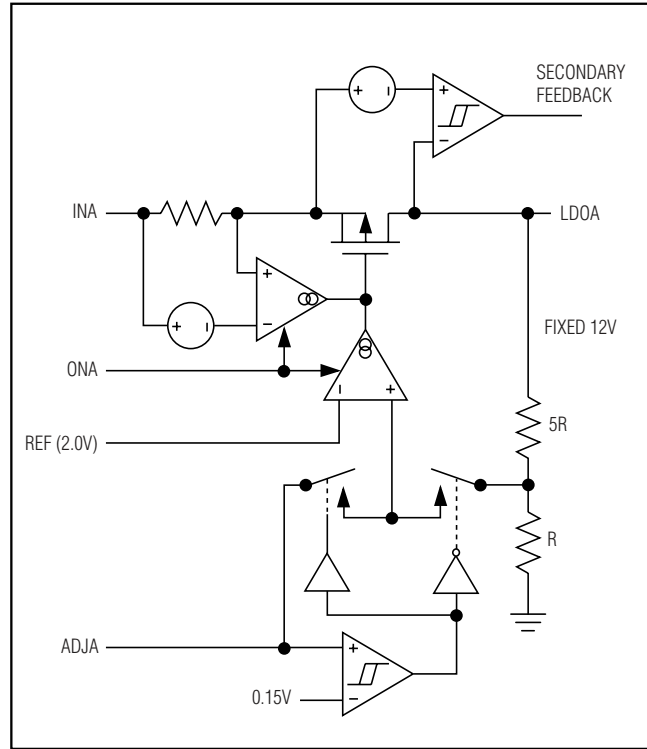 SECONDARY
FEEDBACK
+
−
+
−
INA
LDOA
+
−
+
−
FIXED 12V
ONA
−
+
REF (2.0V)
5R
R
ADJA
+
0.15V
−